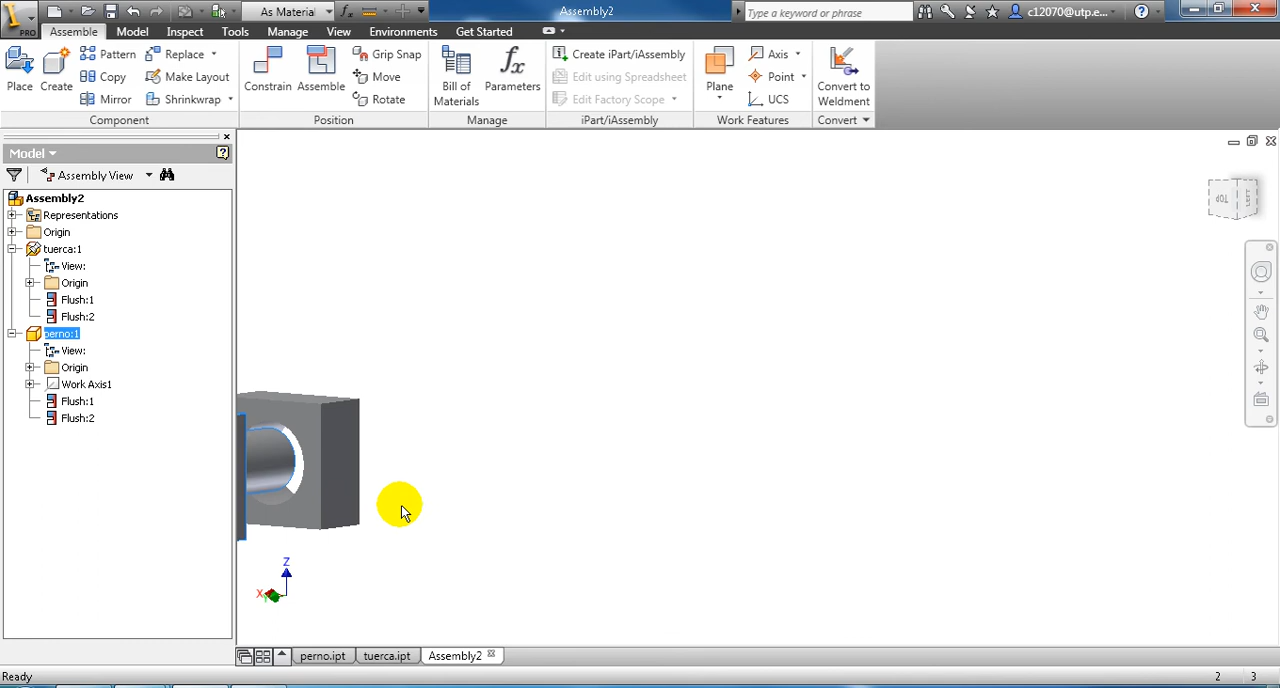 PRO
As Material
Assembly2
Type a keyword or phrase
c12070@utp.e...
Assemble Model Inspect Tools Manage View Environments Get Started
Place
Create
Pattern
Copy
Mirror
Replace
Make Layout
Shrinkwrap
Component
Constrain
Assemble
Grip Snap
Move
Rotate
Position
Bill of
Materials
fx
Parameters
Manage
Create iPart/iAssembly
Edit using Spreadsheet
Edit Factory Scope
iPart/iAssembly
Plane
Axis
Point
UCS
Work Features
Convert to
Weldment
Convert
Model
Assembly View
Assembly2
Representations
Origin
tuerca:1
View:
Origin
Flush:1
Flush:2
perno:1
View:
Origin
Work Axis1
Flush:1
Flush:2
TOP
LEFT
Z
X
perno.ipt tuerca.ipt Assembly2
Ready
2 3